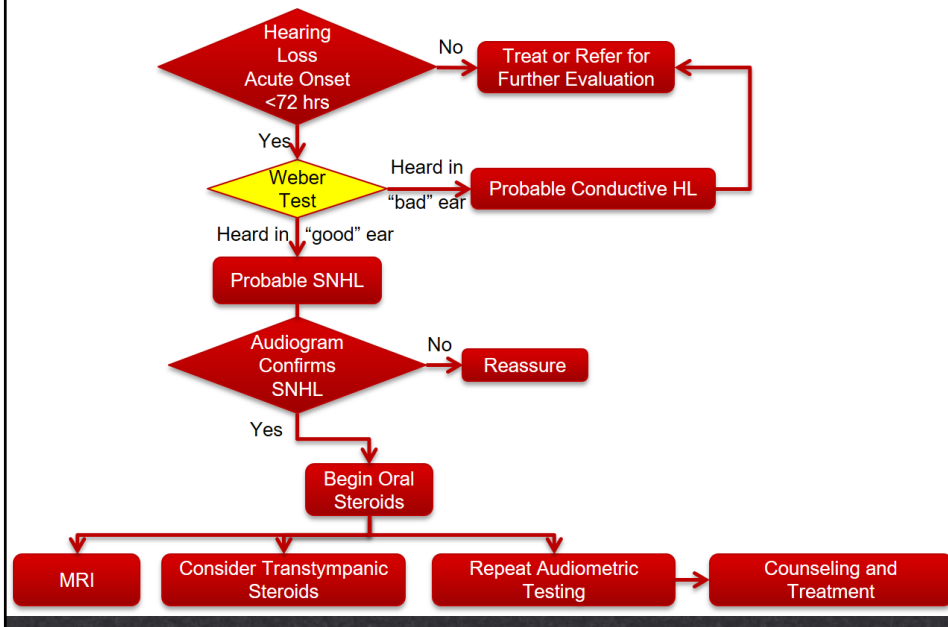 Hearing
Loss
Acute Onset
<72 hrs
No
Treat or Refer for
Further Evaluation
Yes
Weber
Test
Heard in
"bad" ear
Probable Conductive HL
Heard in "good" ear
Probable SNHL
Audiogram
Confirms
SNHL
No
Reassure
Yes
Begin Oral
Steroids
MRI
Consider Transtympanic
Steroids
Repeat Audiometric
Testing
Counseling and
Treatment